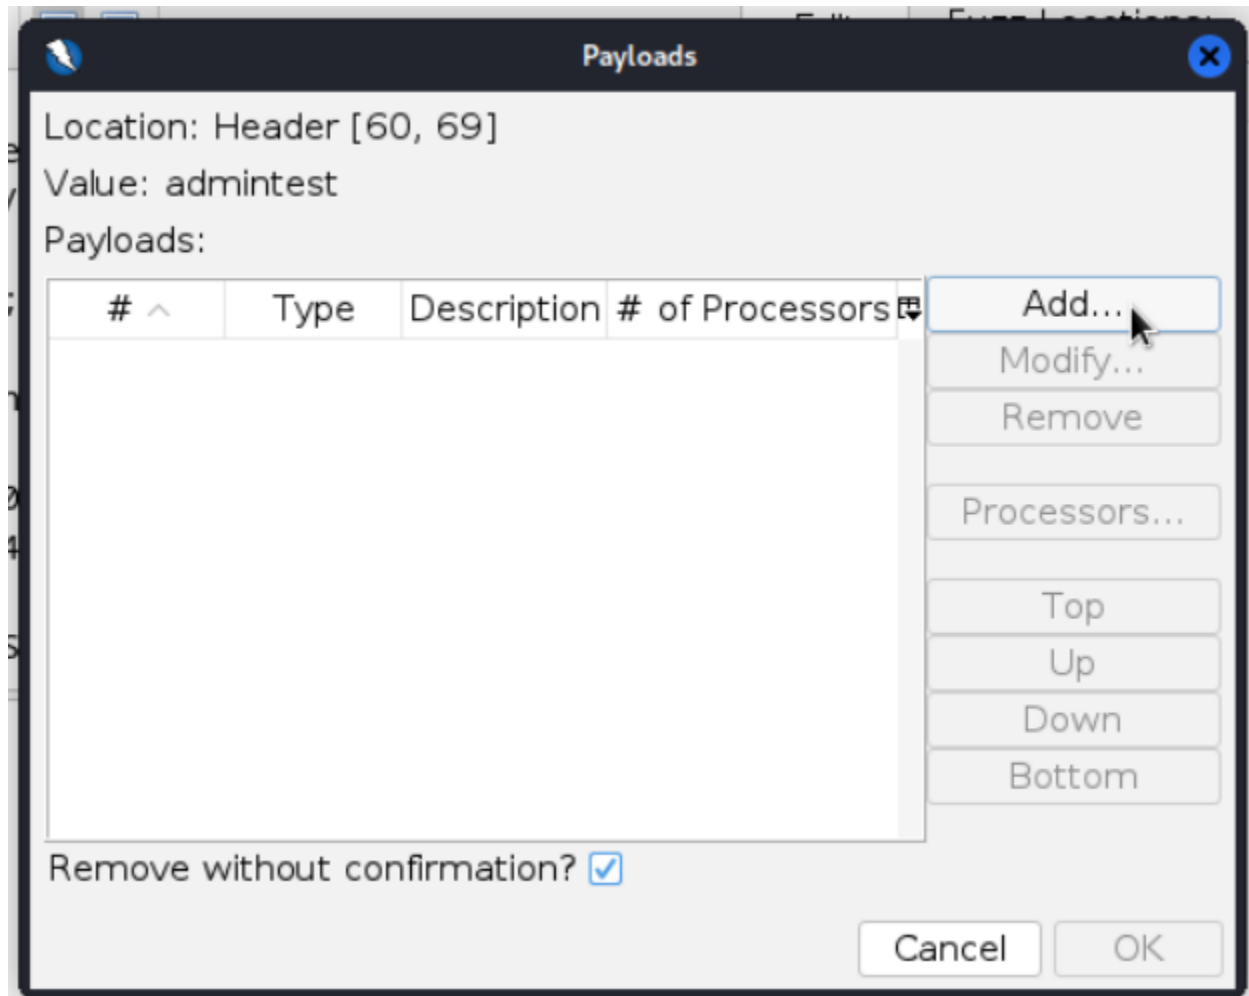 Payloads
Location: Header [60, 69]
Value: admintest
Payloads:
# Type Description # of Processors
Add...
Modify...
Remove
Processors...
Top
Up
Down
Bottom
Remove without confirmation?
Cancel OK